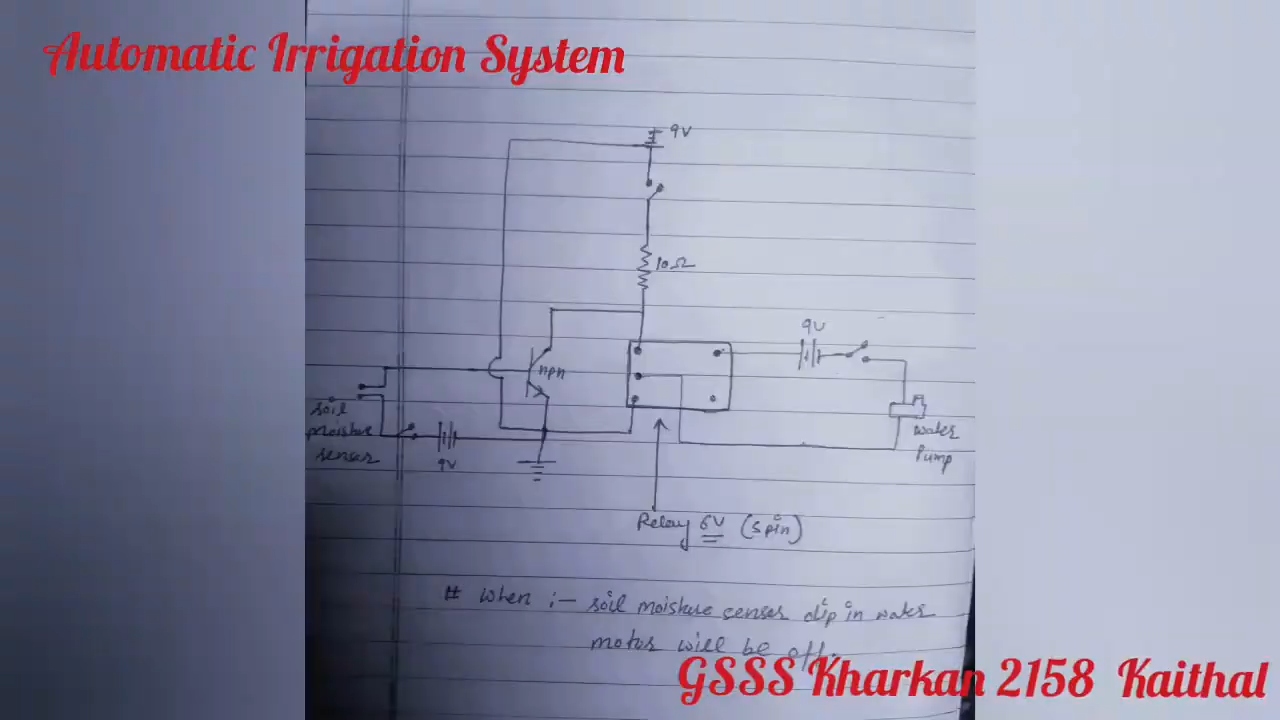 Automatic Irrigation System
9V
10Ω
9V
npn
soil
moisture
sensor
9V
water
Pump
Relay 6V (5pin)
# when :- soil moisture sensor dip in water
motor will be off.
GSSS Kharkan 2158 Kaithal